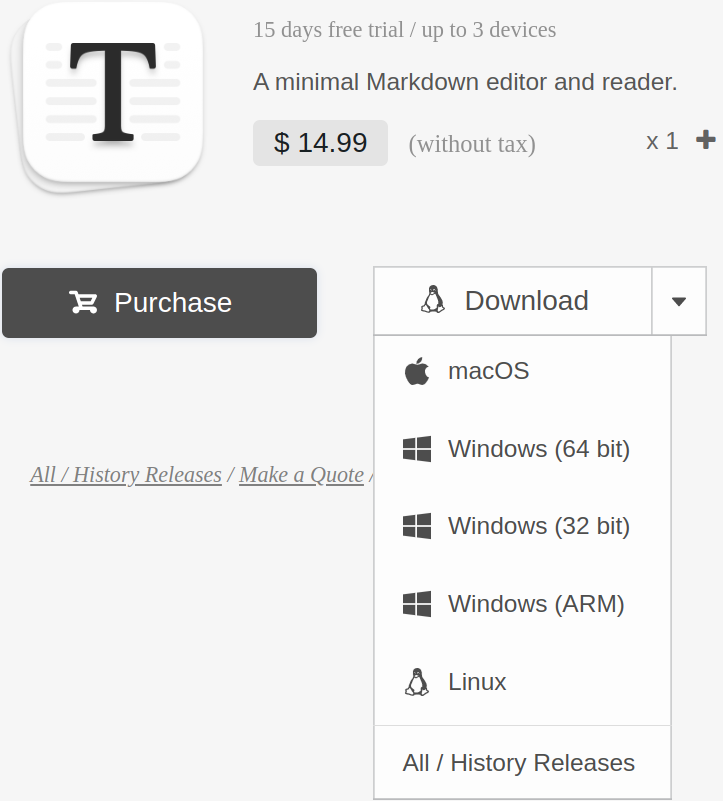 T
15 days free trial / up to 3 devices
A minimal Markdown editor and reader.
$ 14.99 (without tax) x 1 +
Purchase
Download
macOS
Windows (64 bit)
Windows (32 bit)
Windows (ARM)
Linux
All / History Releases
All / History Releases / Make a Quote /